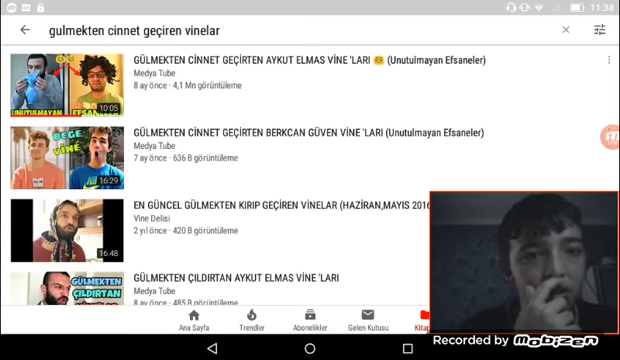 11:38
gulmekten cinnet geçiren vinelar
GÜLMEKTEN CİNNET GEÇİRTEN AYKUT ELMAS VİNE 'LARI 😂 (Unutulmayan Efsaneler)
Medya Tube
8 ay önce · 4,1 Mn görüntüleme
UNUTULMAYAN
10:05
GÜLMEKTEN CİNNET GEÇİRTEN BERKCAN GÜVEN VİNE 'LARI (Unutulmayan Efsaneler)
Medya Tube
7 ay önce · 636 B görüntüleme
VİNE
16:29
EN GÜNCEL GÜLMEKTEN KIRIP GEÇİREN VİNELAR (HAZİRAN,MAYIS 2016
Vine Delisi
2 yıl önce · 420 B görüntüleme
16:48
GÜLMEKTEN ÇILDIRTAN AYKUT ELMAS VİNE 'LARI
Medya Tube
8 ay önce · 485 B görüntüleme
GÜLMEKTEN
ÇILDIRTAN
Ana Sayfa
Trendler
Abonelikler
Gelen Kutusu
Kitap
Recorded by MOBIZEN